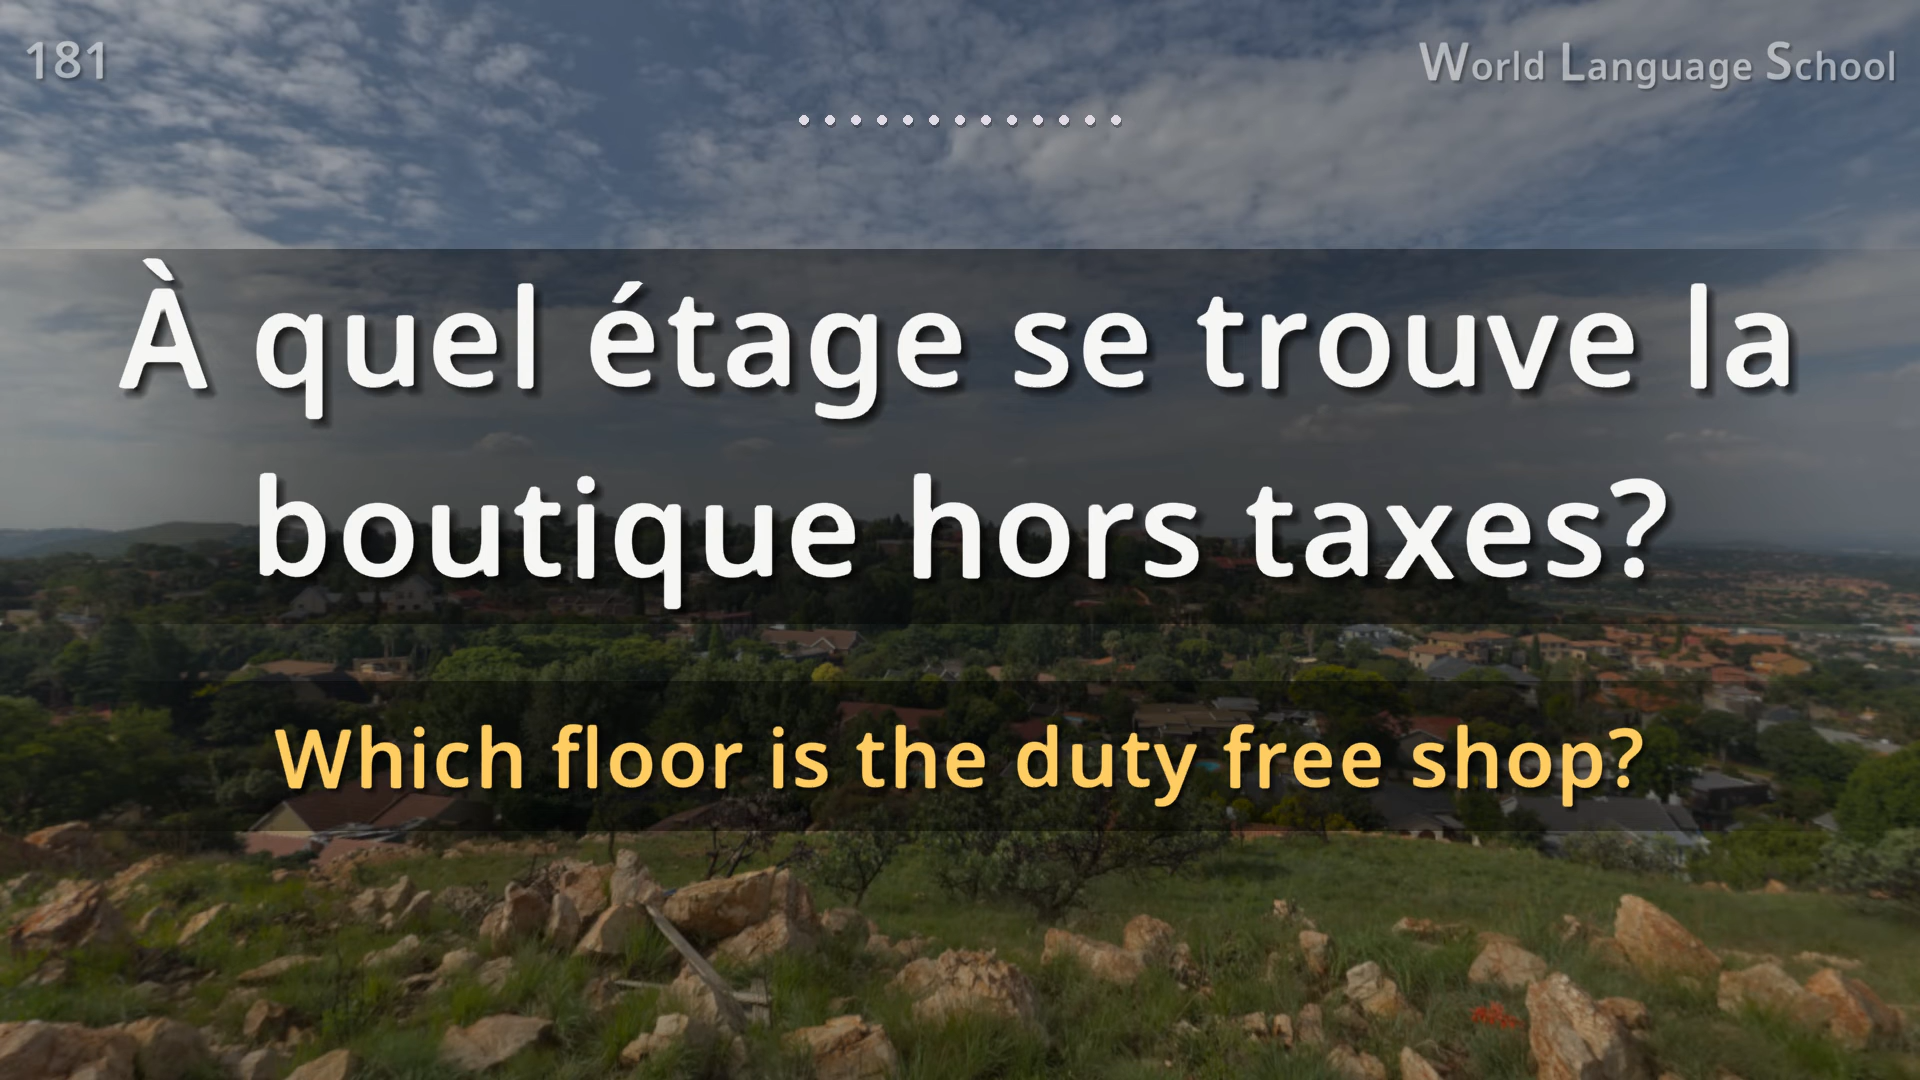 181
World Language School
À quel étage se trouve la
boutique hors taxes?
Which floor is the duty free shop?